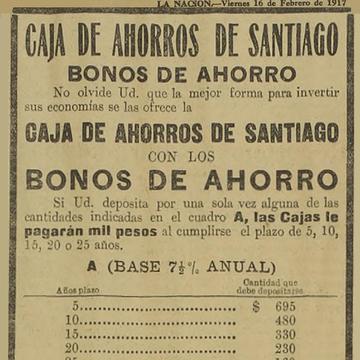 LA NACION.—Viernes 16 de Febrero de 1917
CAJA DE AHORROS DE SANTIAGO
BONOS DE AHORRO
No olvide Ud. que la mejor forma para invertir
sus economías se las ofrece la
CAJA DE AHORROS DE SANTIAGO
CON LOS
BONOS DE AHORRO
Si Ud. deposita por una sola vez alguna de las
cantidades indicadas en el cuadro A, las Cajas le
pagarán mil pesos al cumplirse el plazo de 5, 10,
15, 20 o 25 años.
A (BASE 7½% ANUAL)
Años plazo Cantidad que
debe depositarse
5.................................. $ 695
10.................................. 480
15.................................. 330
20.................................. 230